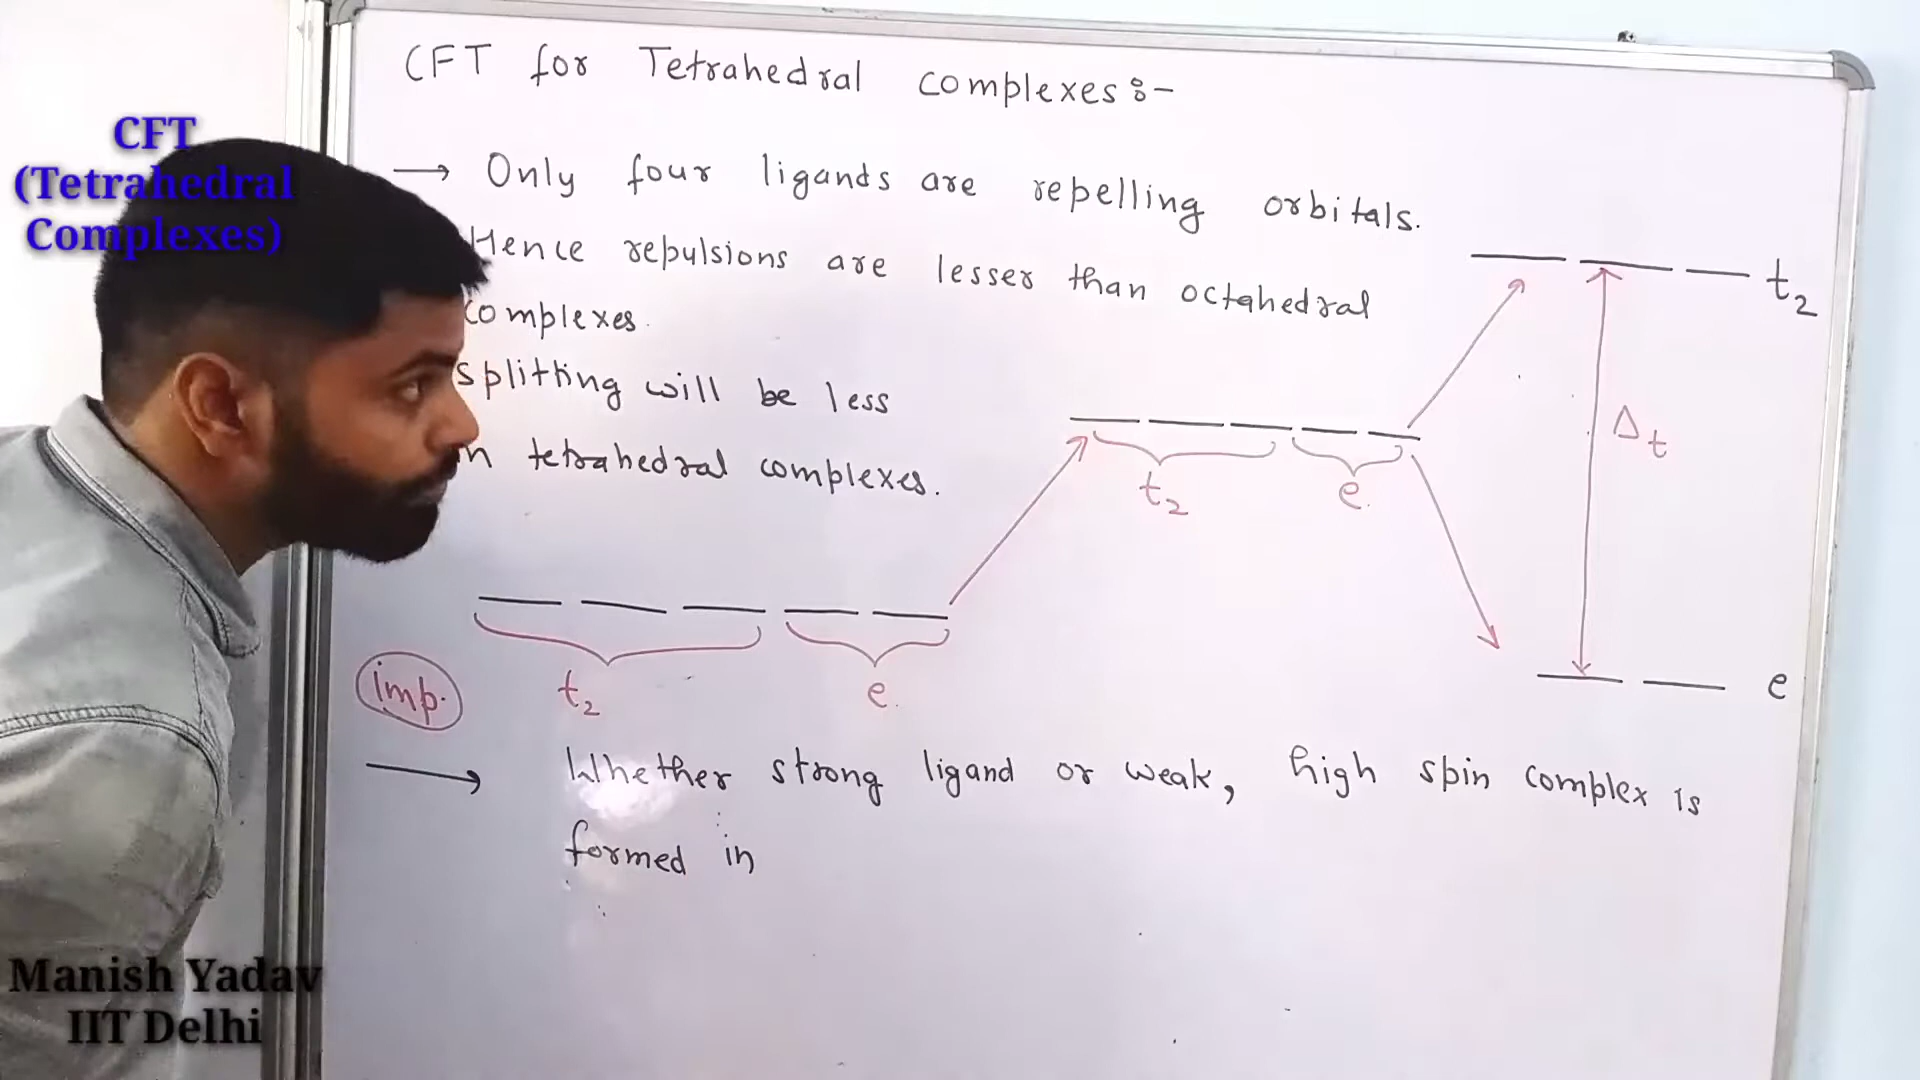 CFT for Tetrahedral complexes:-
CFT
(Tetrahedral
Complexes)
→ Only four ligands are repelling orbitals.
Hence repulsions are lesser than octahedral
complexes.
splitting will be less
tetrahedral complexes.
t2
Δt
t2 e
e
t2 e
imp.
→ Whether strong ligand or weak, high spin complex is
formed in
Manish Yadav
IIT Delhi